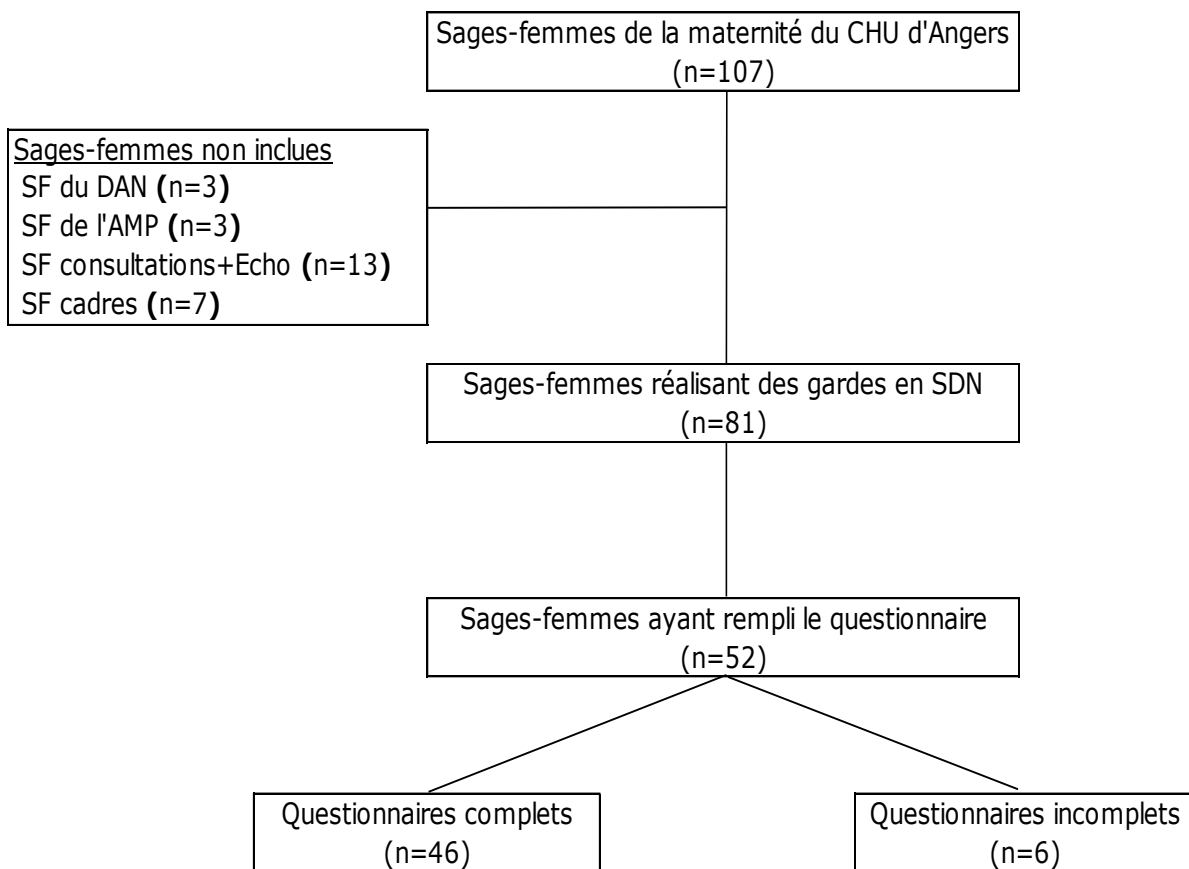 Sages-femmes de la maternité du CHU d'Angers
(n=107)
Sages-femmes non inclues
SF du DAN (n=3)
SF de l'AMP (n=3)
SF consultations+Echo (n=13)
SF cadres (n=7)
Sages-femmes réalisant des gardes en SDN
(n=81)
Sages-femmes ayant rempli le questionnaire
(n=52)
Questionnaires complets
(n=46)
Questionnaires incomplets
(n=6)